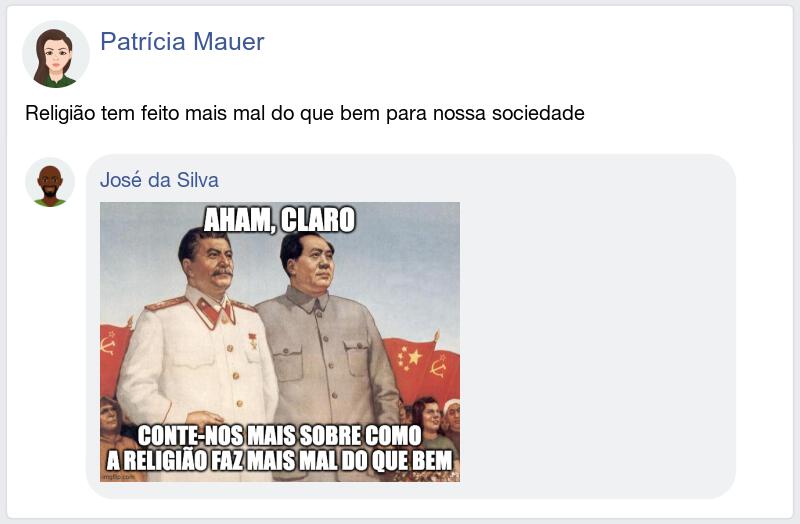 Patrícia Mauer
Religião tem feito mais mal do que bem para nossa sociedade
José da Silva
AHAM, CLARO
CONTE-NOS MAIS SOBRE COMO
A RELIGIÃO FAZ MAIS MAL DO QUE BEM
imgflip.com